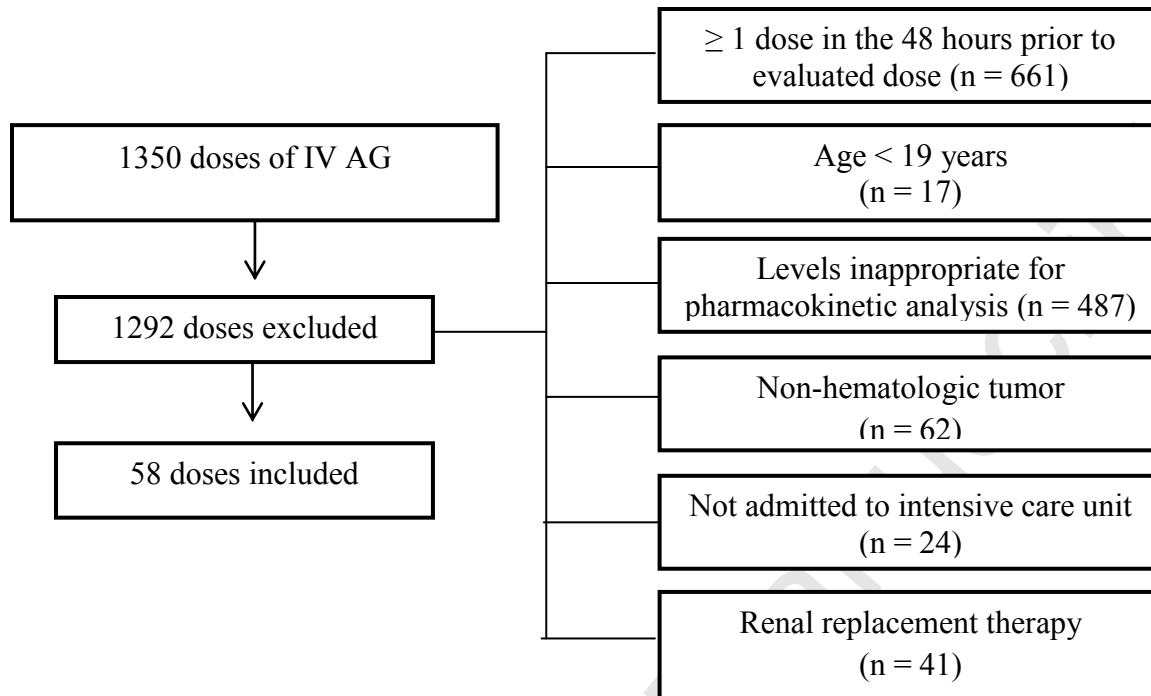 1350 doses of IV AG
1292 doses excluded
58 doses included
≥ 1 dose in the 48 hours prior to
evaluated dose (n = 661)
Age < 19 years
(n = 17)
Levels inappropriate for
pharmacokinetic analysis (n = 487)
Non-hematologic tumor
(n = 62)
Not admitted to intensive care unit
(n = 24)
Renal replacement therapy
(n = 41)